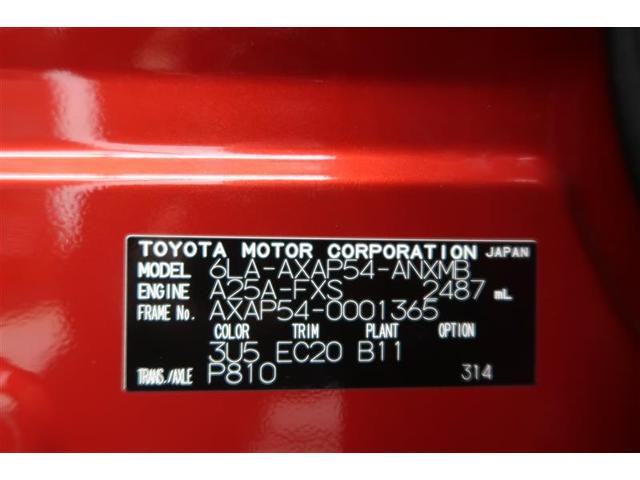 TOYOTA MOTOR CORPORATION JAPAN
MODEL 6LA-AXAP54-ANXMB
ENGINE A25A-FXS 2487 mL
FRAME No. AXAP54-0001365
COLOR TRIM PLANT OPTION
3U5 EC20 B11
TRANS./AXLE P810 314